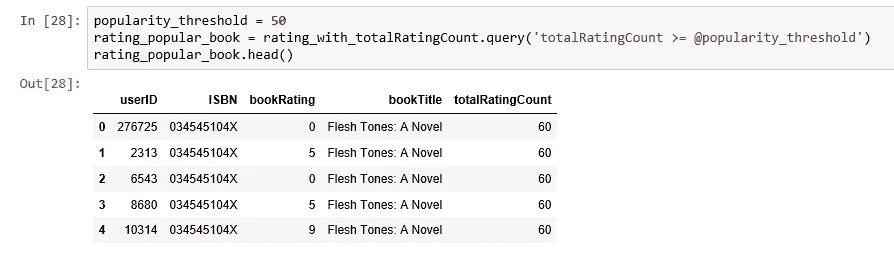 In [28]: popularity_threshold = 50
rating_popular_book = rating_with_totalRatingCount.query('totalRatingCount >= @popularity_threshold')
rating_popular_book.head()
Out[28]:
userID ISBN bookRating bookTitle totalRatingCount
0 276725 034545104X 0 Flesh Tones: A Novel 60
1 2313 034545104X 5 Flesh Tones: A Novel 60
2 6543 034545104X 0 Flesh Tones: A Novel 60
3 8680 034545104X 5 Flesh Tones: A Novel 60
4 10314 034545104X 9 Flesh Tones: A Novel 60